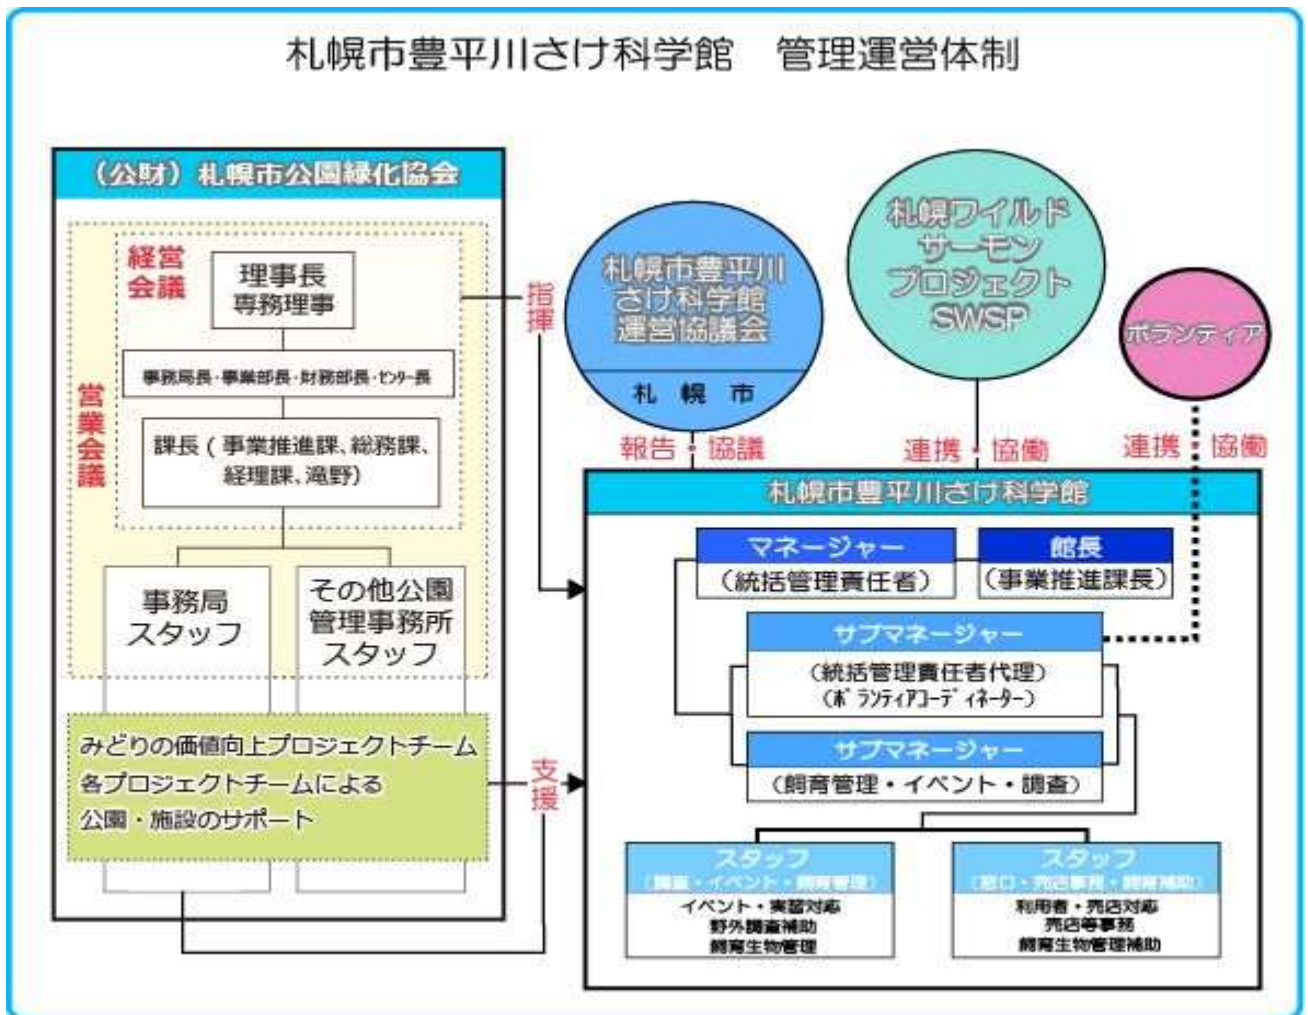 札幌市豊平川さけ科学館　管理運営体制
（公財）札幌市公園緑化協会
経営
会議
理事長
専務理事
事務局長・事業部長・財務部長・ｾﾝﾀｰ長
営業会議
課長（事業推進課、総務課、
経理課、滝野）
事務局
スタッフ
その他公園
管理事務所
スタッフ
みどりの価値向上プロジェクトチーム
各プロジェクトチームによる
公園・施設のサポート
指揮
支援
札幌市豊平川
さけ科学館
運営協議会
札　幌　市
報告・協議
札幌ワイルド
サーモン
プロジェクト
SWSP
連携・協働
ボランティア
連携・協働
札幌市豊平川さけ科学館
マネージャー
（統括管理責任者）
館長
（事業推進課長）
サブマネージャー
（統括管理責任者代理）
（ﾎﾞﾗﾝﾃｨｱｺｰﾃﾞｨﾈｰﾀｰ）
サブマネージャー
（飼育管理・イベント・調査）
スタッフ
（調査・イベント・飼育管理）
イベント・実習対応
野外調査補助
飼育生物管理
スタッフ
（窓口・売店事務・飼育補助）
利用者・売店対応
売店等事務
飼育生物管理補助